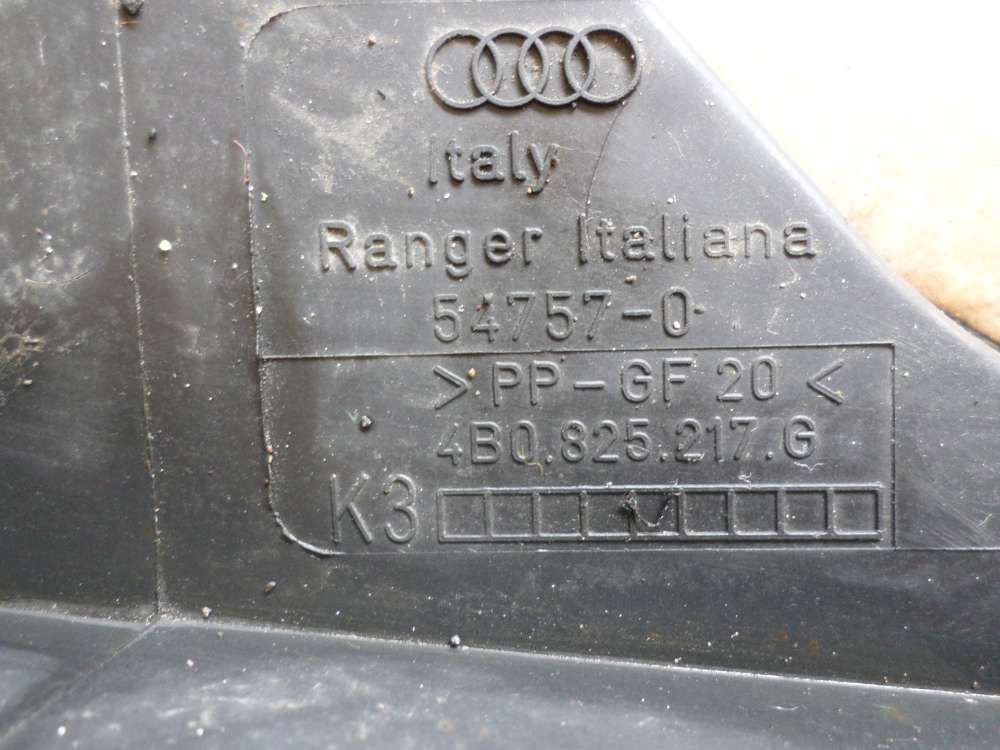 Italy
Ranger Italiana
54757-0
>PP-GF 20<
4B0.825.217.G
K3